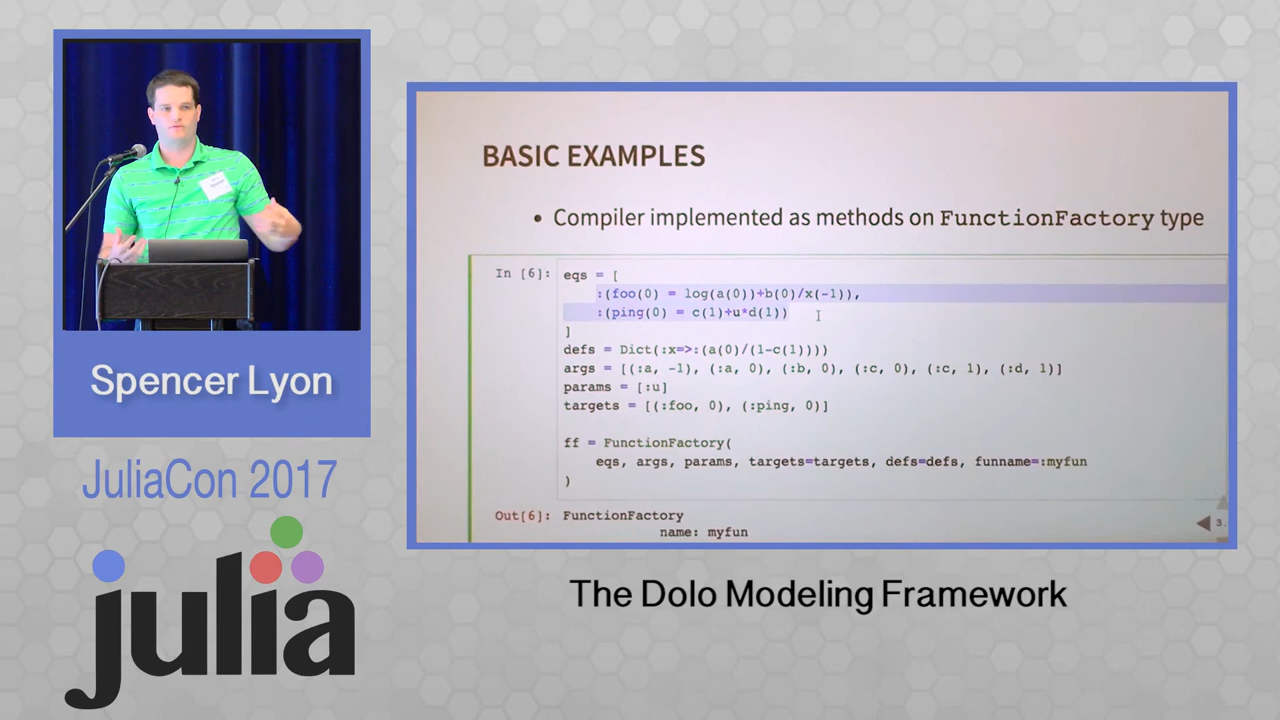 Spencer Lyon
JuliaCon 2017
julia
BASIC EXAMPLES
• Compiler implemented as methods on FunctionFactory type
In [6]: eqs = [
:(foo(0) = log(a(0))+b(0)/x(-1)),
:(ping(0) = c(1)+u*d(1))
]
defs = Dict(:x=>:(a(0)/(1-c(1))))
args = [(:a, -1), (:a, 0), (:b, 0), (:c, 0), (:c, 1), (:d, 1)]
params = [:u]
targets = [(:foo, 0), (:ping, 0)]
ff = FunctionFactory(
eqs, args, params, targets=targets, defs=defs, funname=:myfun
)
Out[6]: FunctionFactory
name: myfun
3.
The Dolo Modeling Framework